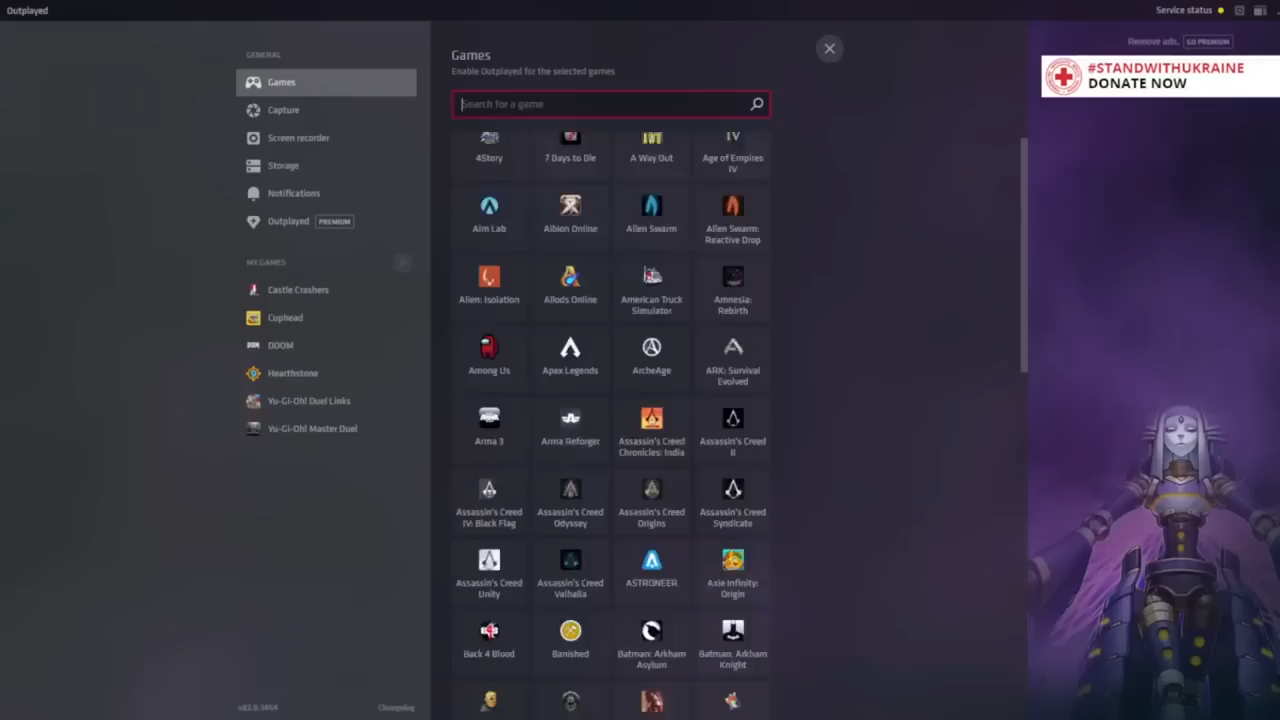 Outplayed
Service status
Remove ads. GO PREMIUM
#STANDWITHUKRAINE
DONATE NOW
GENERAL
Games
Capture
Screen recorder
Storage
Notifications
Outplayed PREMIUM
MY GAMES
Castle Crashers
Cuphead
DOOM
Hearthstone
Yu-Gi-Oh! Duel Links
Yu-Gi-Oh! Master Duel
Changelog
Games
Enable Outplayed for the selected games
Search for a game
4Story
7 Days to Die
A Way Out
Age of Empires
IV
Aim Lab
Albion Online
Alien Swarm
Alien Swarm:
Reactive Drop
Alien: Isolation
Allods Online
American Truck
Simulator
Amnesia:
Rebirth
Among Us
Apex Legends
ArcheAge
ARK: Survival
Evolved
Arma 3
Arma Reforger
Assassin's Creed
Chronicles: India
Assassin's Creed
II
Assassin's Creed
IV: Black Flag
Assassin's Creed
Odyssey
Assassin's Creed
Origins
Assassin's Creed
Syndicate
Assassin's Creed
Unity
Assassin's Creed
Valhalla
ASTRONEER
Axie Infinity:
Origin
Back 4 Blood
Banished
Batman: Arkham
Asylum
Batman: Arkham
Knight